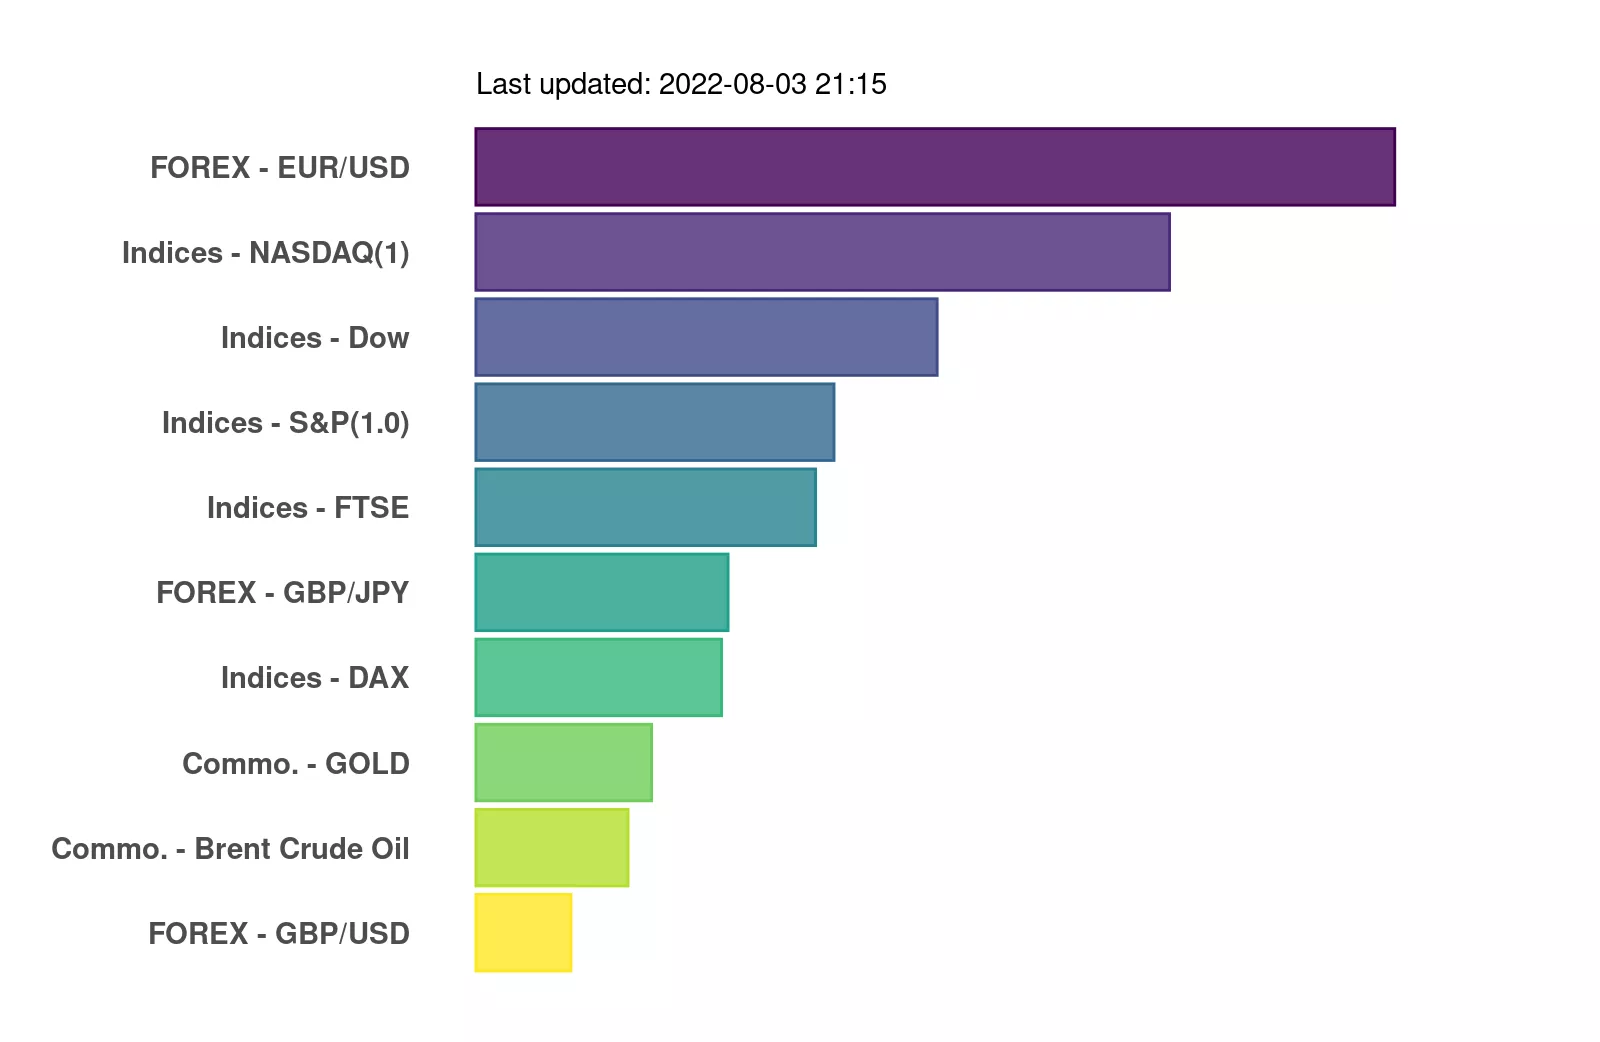 Last updated: 2022-08-03 21:15
FOREX - EUR/USD
Indices - NASDAQ(1)
Indices - Dow
Indices - S&P(1.0)
Indices - FTSE
FOREX - GBP/JPY
Indices - DAX
Commo. - GOLD
Commo. - Brent Crude Oil
FOREX - GBP/USD